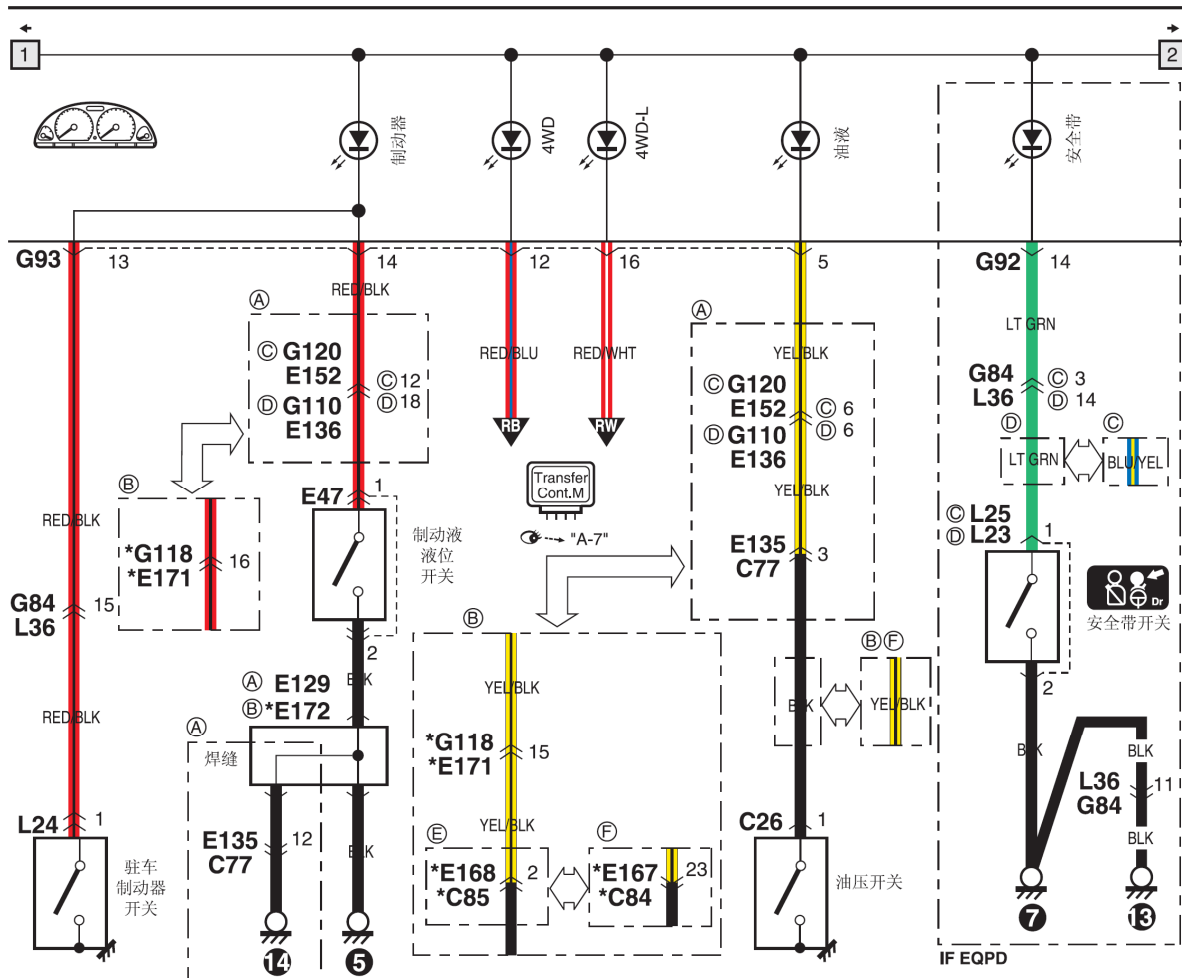 1
2
制动器
4WD
4WD-L
油液
安全带
G93
13
14
12
16
5
G92
14
RED/BLK
LT GRN
Ⓐ
Ⓐ
Ⓒ G120
E152
Ⓒ 12
Ⓓ G110
Ⓓ 18
E136
RED/BLU
RED/WHT
YEL/BLK
Ⓒ G120
E152
Ⓒ 6
Ⓓ G110
Ⓓ 6
E136
G84
Ⓒ 3
L36
Ⓓ 14
RB
RW
Ⓓ
Ⓒ
LT GRN
BLU/YEL
Transfer
Cont.M
"A-7"
YEL/BLK
Ⓑ
E47
1
制动液
液位
开关
RED/BLK
*G118
*E171
16
E135
C77
3
Ⓒ L25
Ⓓ L23
1
Dr
安全带开关
G84
L36
15
2
Ⓑ
Ⓑ Ⓕ
2
Ⓐ E129
Ⓑ *E172
BLK
YEL/BLK
BLK
YEL/BLK
RED/BLK
Ⓐ
焊缝
*G118
*E171
15
BLK
BLK
L36
G84
11
L24
1
E135
C77
12
BLK
YEL/BLK
C26
1
BLK
驻车
制动器
开关
Ⓔ
*E168
*C85
2
Ⓕ
*E167
*C84
23
油压开关
14
5
7
13
IF EQPD